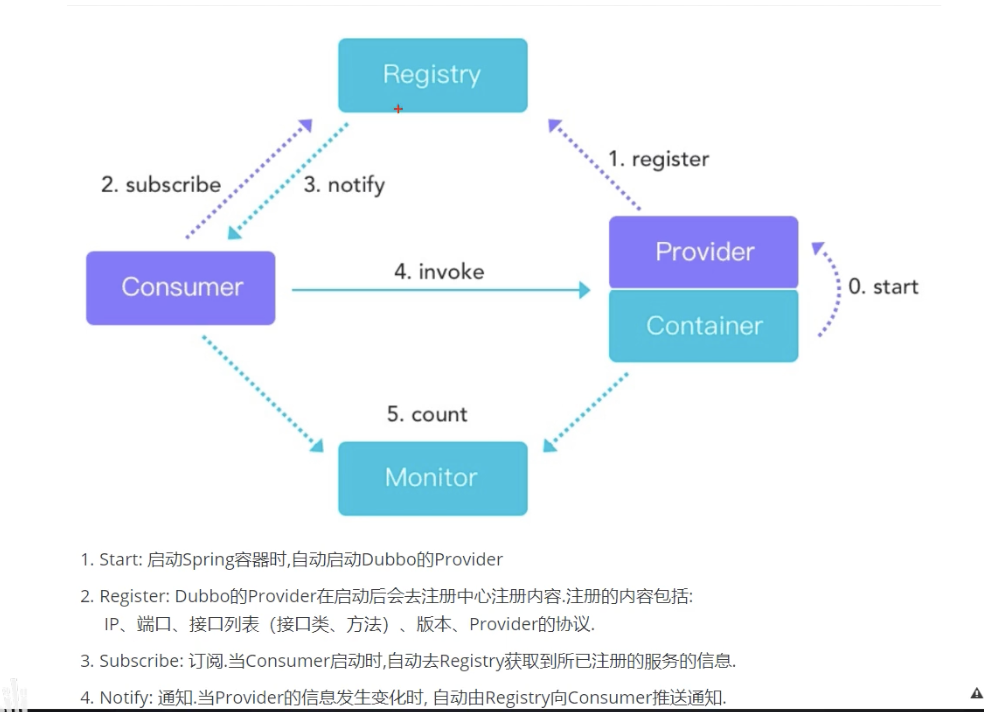 Registry
1. register
2. subscribe
3. notify
Provider
4. invoke
Consumer
0. start
Container
5. count
Monitor
1. Start: 启动Spring容器时,自动启动Dubbo的Provider
2. Register: Dubbo的Provider在启动后会去注册中心注册内容.注册的内容包括:
IP、端口、接口列表（接口类、方法）、版本、Provider的协议.
3. Subscribe: 订阅.当Consumer启动时,自动去Registry获取到所已注册的服务的信息.
4. Notify: 通知.当Provider的信息发生变化时, 自动由Registry向Consumer推送通知.